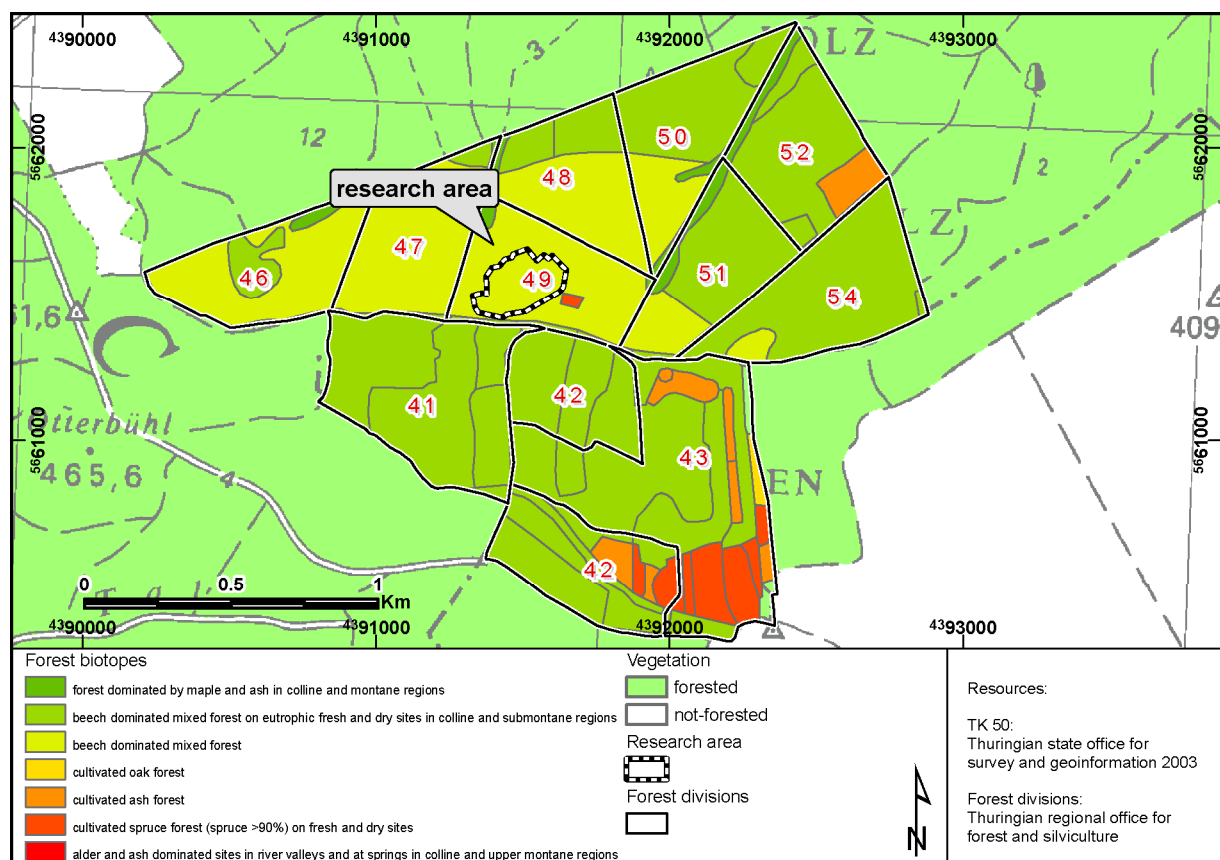 4390000
4391000
4392000
4393000
HOLZ
3
12
50
52
2
5662000
5662000
48
research area
47
LZ
46
49
51
54
61,6
409
41
42
Otterbühl
465,6
4
43
EN
5661000
5661000
42
0
0.5
1
Km
T a l
4390000
4391000
4392000
4393000
Forest biotopes
forest dominated by maple and ash in colline and montane regions
beech dominated mixed forest on eutrophic fresh and dry sites in colline and submontane regions
beech dominated mixed forest
cultivated oak forest
cultivated ash forest
cultivated spruce forest (spruce >90%) on fresh and dry sites
alder and ash dominated sites in river valleys and at springs in colline and upper montane regions
Vegetation
forested
not-forested
Research area
Forest divisions
N
Resources:
TK 50:
Thuringian state office for
survey and geoinformation 2003
Forest divisions:
Thuringian regional office for
forest and silviculture